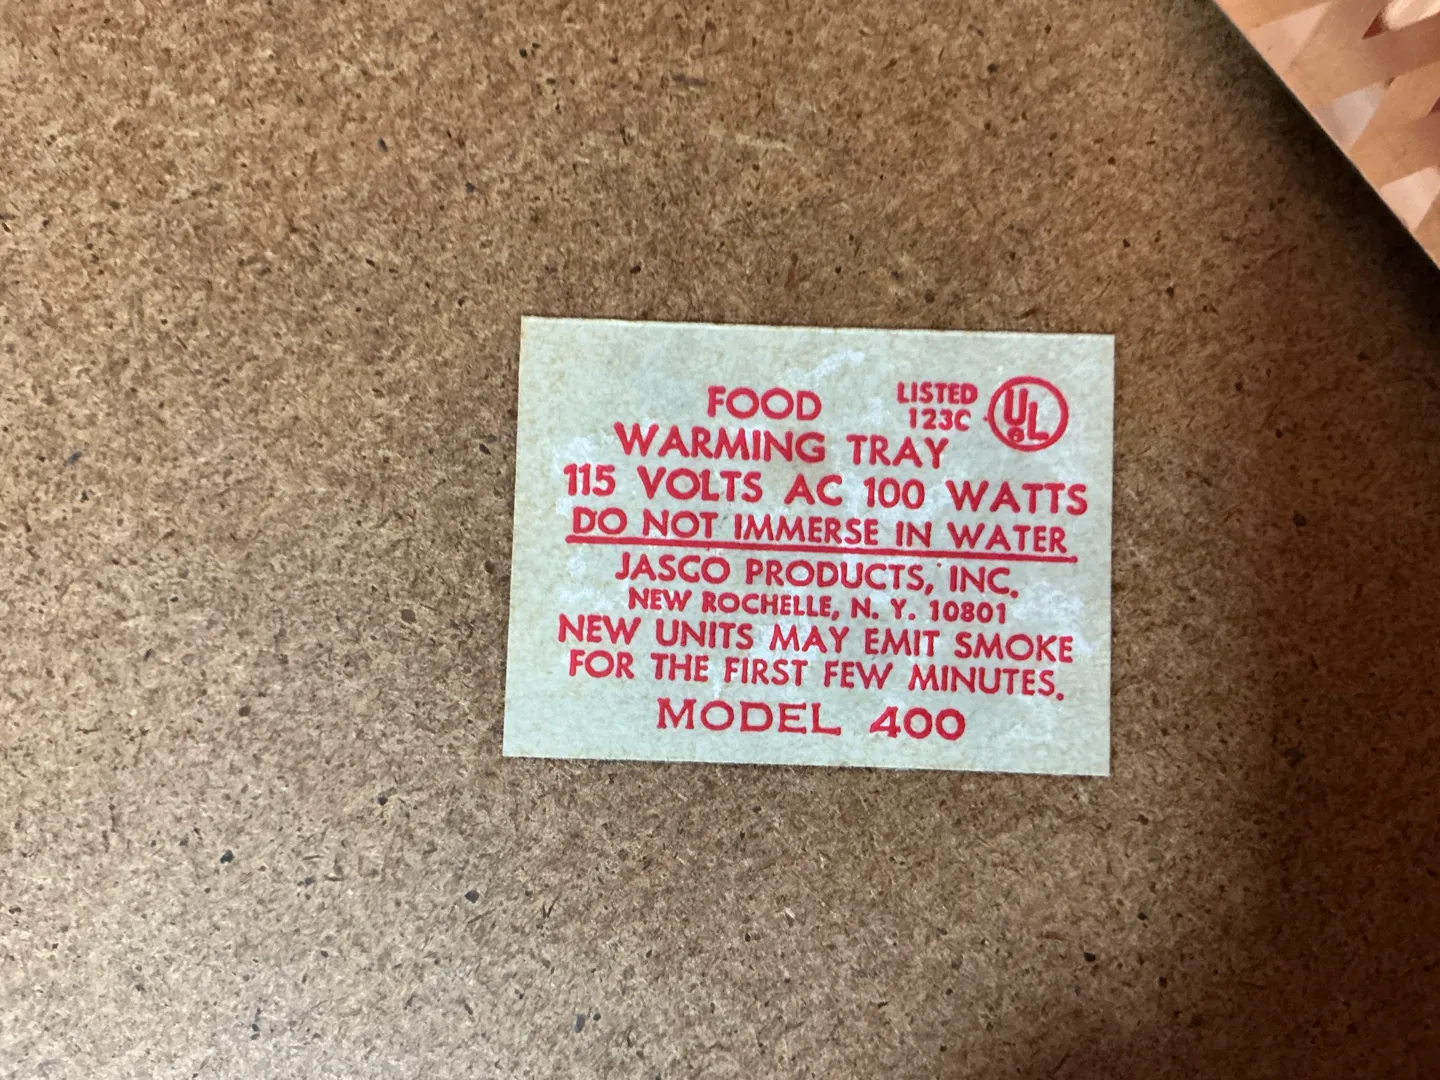 FOOD
WARMING TRAY
LISTED
123C
UL
115 VOLTS AC 100 WATTS
DO NOT IMMERSE IN WATER
JASCO PRODUCTS, INC.
NEW ROCHELLE, N. Y. 10801
NEW UNITS MAY EMIT SMOKE
FOR THE FIRST FEW MINUTES.
MODEL 400